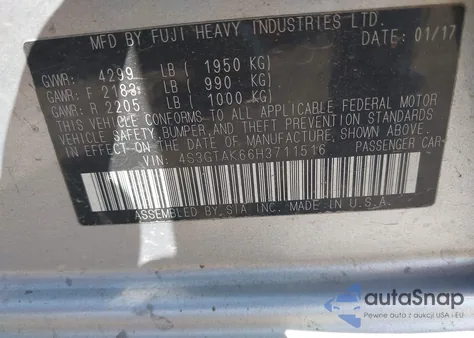 MFD BY FUJI HEAVY INDUSTRIES LTD.
DATE: 01/17
GVWR: 4299 LB ( 1950 KG)
GAWR: F 2183 LB ( 990 KG)
GAWR: R 2205 LB ( 1000 KG)
THIS VEHICLE CONFORMS TO ALL APPLICABLE FEDERAL MOTOR
VEHICLE SAFETY, BUMPER, AND THEFT PREVENTION STANDARDS
IN EFFECT ON THE DATE OF MANUFACTURE SHOWN ABOVE.
VIN: 4S3GTAK66H3711516
PASSENGER CAR
ASSEMBLED BY SIA INC. MADE IN U.S.A.
autoSnap
Pewne auta z aukcji USA i EU